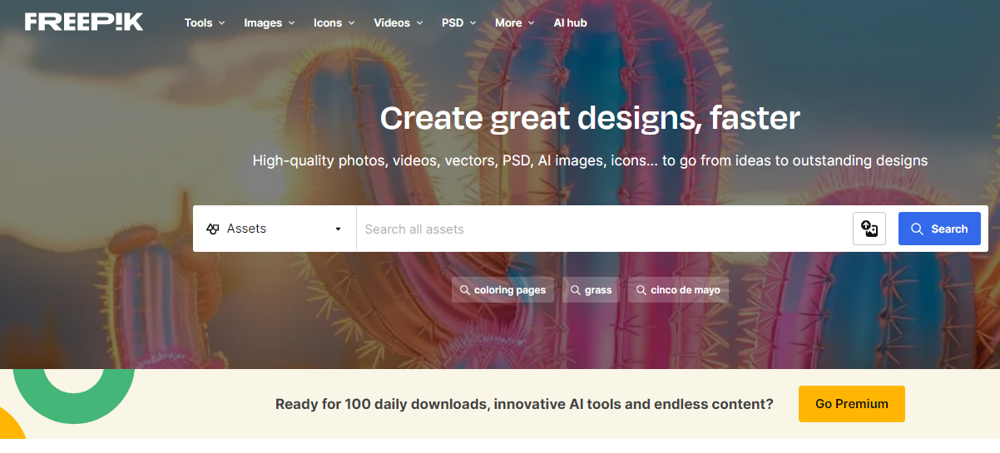 FREEPIK
Tools Images Icons Videos PSD More AI hub
Create great designs, faster
High-quality photos, videos, vectors, PSD, AI images, icons... to go from ideas to outstanding designs
Assets Search all assets Search
coloring pages grass cinco de mayo
Ready for 100 daily downloads, innovative AI tools and endless content? Go Premium